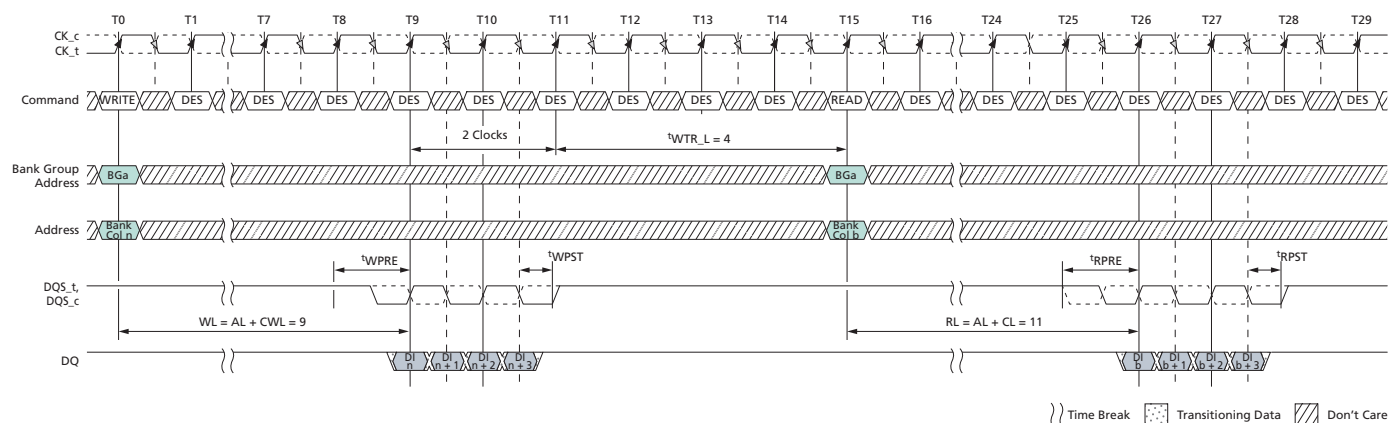 T0 T1 T7 T8 T9 T10 T11 T12 T13 T14 T15 T16 T24 T25 T26 T27 T28 T29
CK_c
CK_t
Command WRITE DES DES DES DES DES DES DES DES DES READ DES DES DES DES DES DES DES
2 Clocks tWTR_L = 4
Bank Group
Address BGa BGa
Address Bank
Col n Bank
Col b
tWPRE tWPST tRPRE tRPST
DQS_t,
DQS_c
WL = AL + CWL = 9 RL = AL + CL = 11
DQ DI
n DI
n + 1 DI
n + 2 DI
n + 3 DI
b DI
b + 1 DI
b + 2 DI
b + 3
Time Break Transitioning Data Don't Care